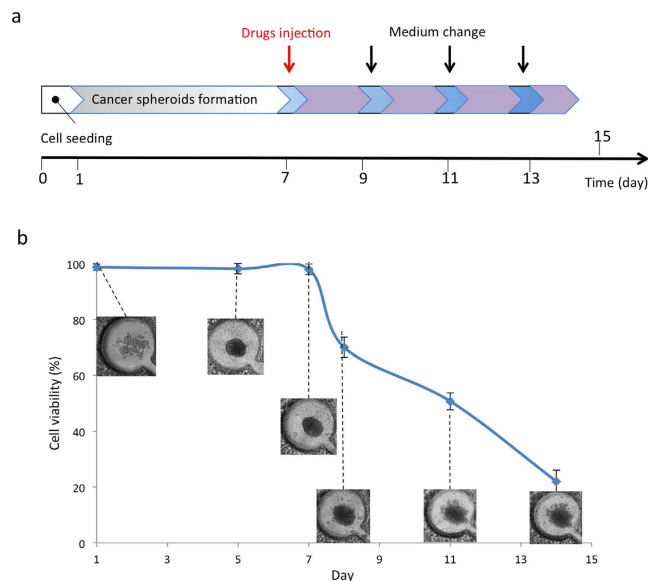 a
Drugs injection
Medium change
Cancer spheroids formation
Cell seeding
15
0 1 7 9 11 13 Time (day)
b
100
80
60
40
20
0
Cell viability (%)
1 3 5 7 9 11 13 15
Day